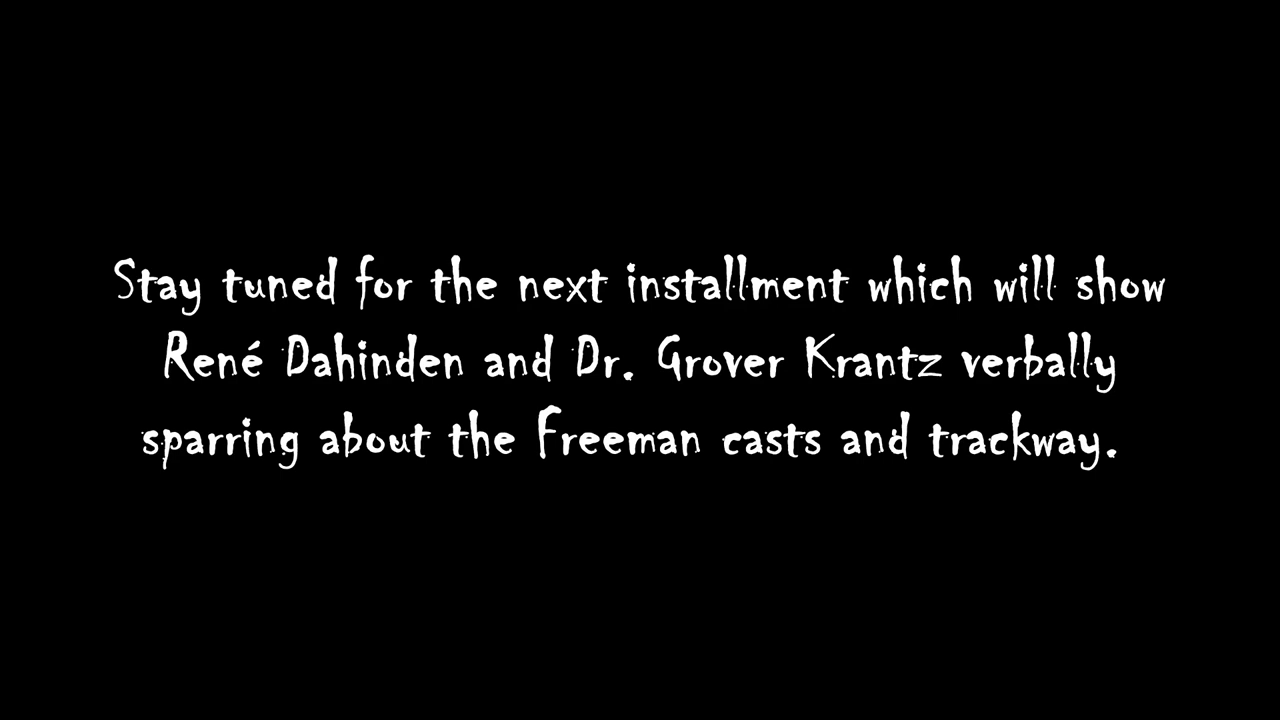 Stay tuned for the next installment which will show
René Dahinden and Dr. Grover Krantz verbally
sparring about the Freeman casts and trackway.